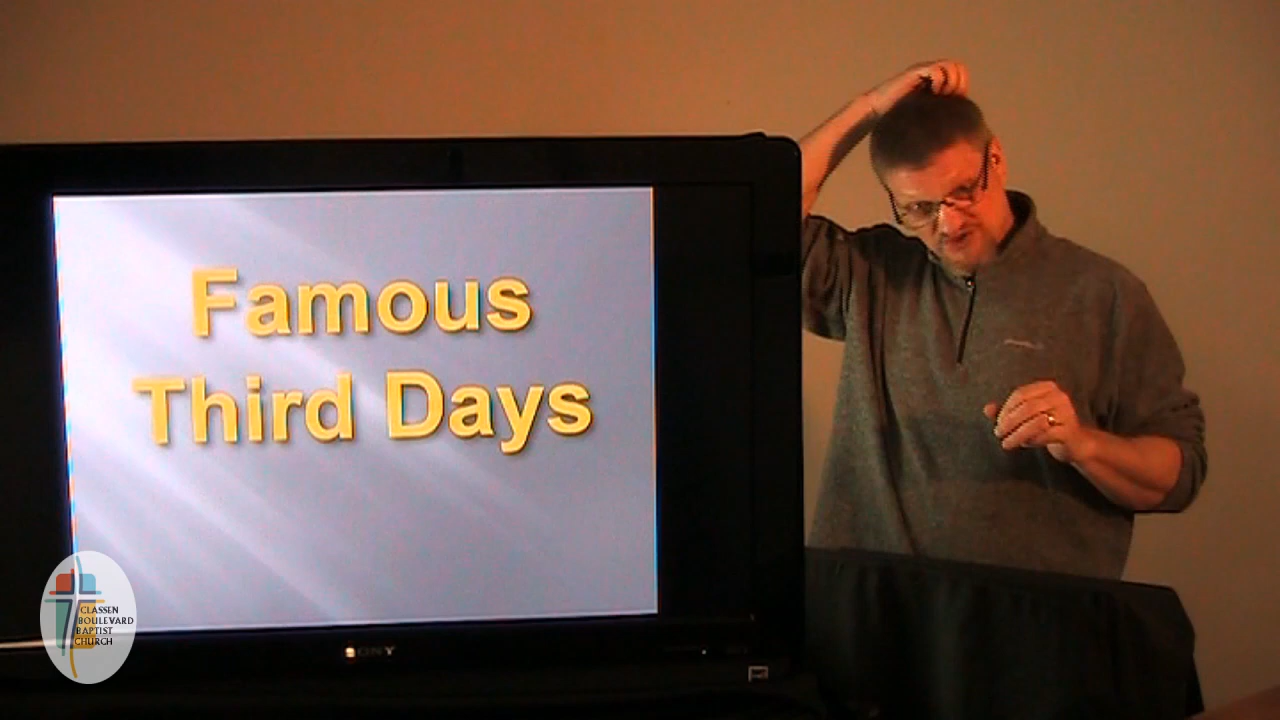 Famous
Third Days
CLASSEN
BOULEVARD
BAPTIST
CHURCH
SONY